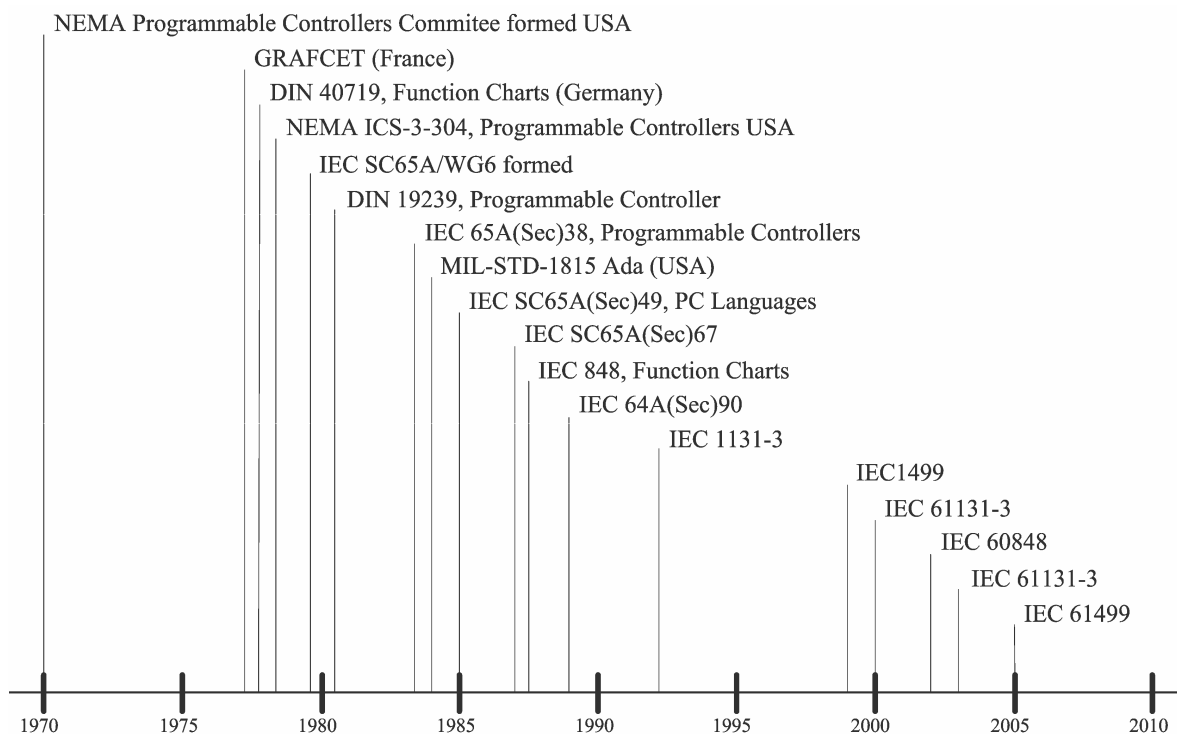 NEMA Programmable Controllers Commitee formed USA
GRAFCET (France)
DIN 40719, Function Charts (Germany)
NEMA ICS-3-304, Programmable Controllers USA
IEC SC65A/WG6 formed
DIN 19239, Programmable Controller
IEC 65A(Sec)38, Programmable Controllers
MIL-STD-1815 Ada (USA)
IEC SC65A(Sec)49, PC Languages
IEC SC65A(Sec)67
IEC 848, Function Charts
IEC 64A(Sec)90
IEC 1131-3
IEC1499
IEC 61131-3
IEC 60848
IEC 61131-3
IEC 61499
1970 1975 1980 1985 1990 1995 2000 2005 2010